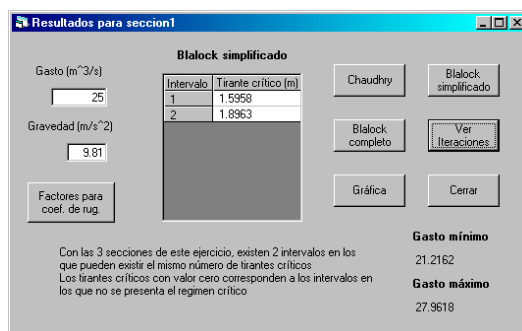 Resultados para seccion1
Blalock simplificado
Gasto (m^3/s)
25
Gravedad (m/s^2)
9.81
Factores para
coef. de rug.
Intervalo Tirante crítico (m)
1 1.5958
2 1.8963
Chaudhry
Blalock
simplificado
Blalock
completo
Ver
Iteraciones
Gráfica
Cerrar
Con las 3 secciones de este ejercicio, existen 2 intervalos en los
que pueden existir el mismo número de tirantes críticos
Los tirantes críticos con valor cero corresponden a los intervalos en
los que no se presenta el regimen crítico
Gasto mínimo
21.2162
Gasto máximo
27.9618